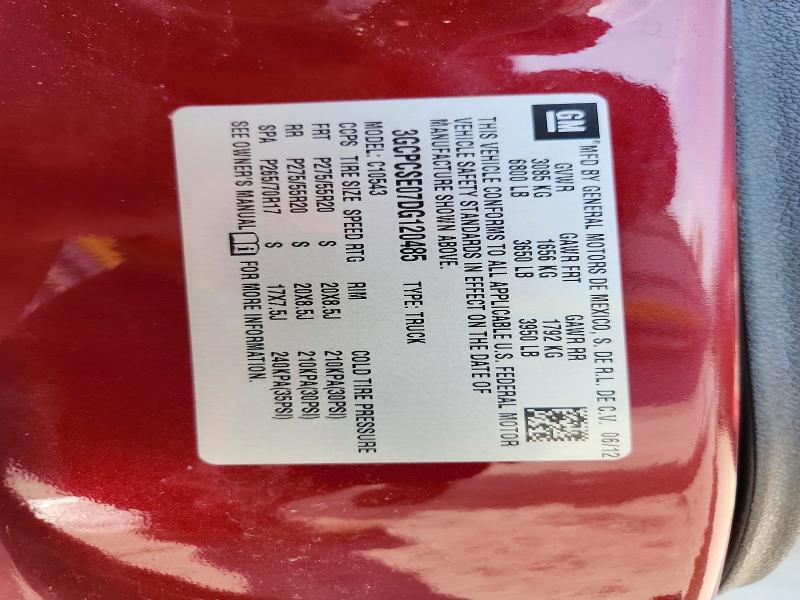 GM ®MFD BY GENERAL MOTORS DE MEXICO, S. DE R.L. DE C.V. 06/12
GVWR GAWR FRT GAWR RR
3085 KG 1656 KG 1792 KG
6800 LB 3650 LB 3950 LB
THIS VEHICLE CONFORMS TO ALL APPLICABLE U.S. FEDERAL MOTOR
VEHICLE SAFETY STANDARDS IN EFFECT ON THE DATE OF
MANUFACTURE SHOWN ABOVE.
3GCPCSE07DG120485 TYPE: TRUCK
MODEL: C10543
CCPS TIRE SIZE SPEED RTG RIM COLD TIRE PRESSURE
FRT P275/55R20 S 20X8.5J 210KPA(30PSI)
RR P275/55R20 S 20X8.5J 210KPA(30PSI)
SPA P265/70R17 S 17X7.5J 240KPA(35PSI)
SEE OWNER'S MANUAL FOR MORE INFORMATION.